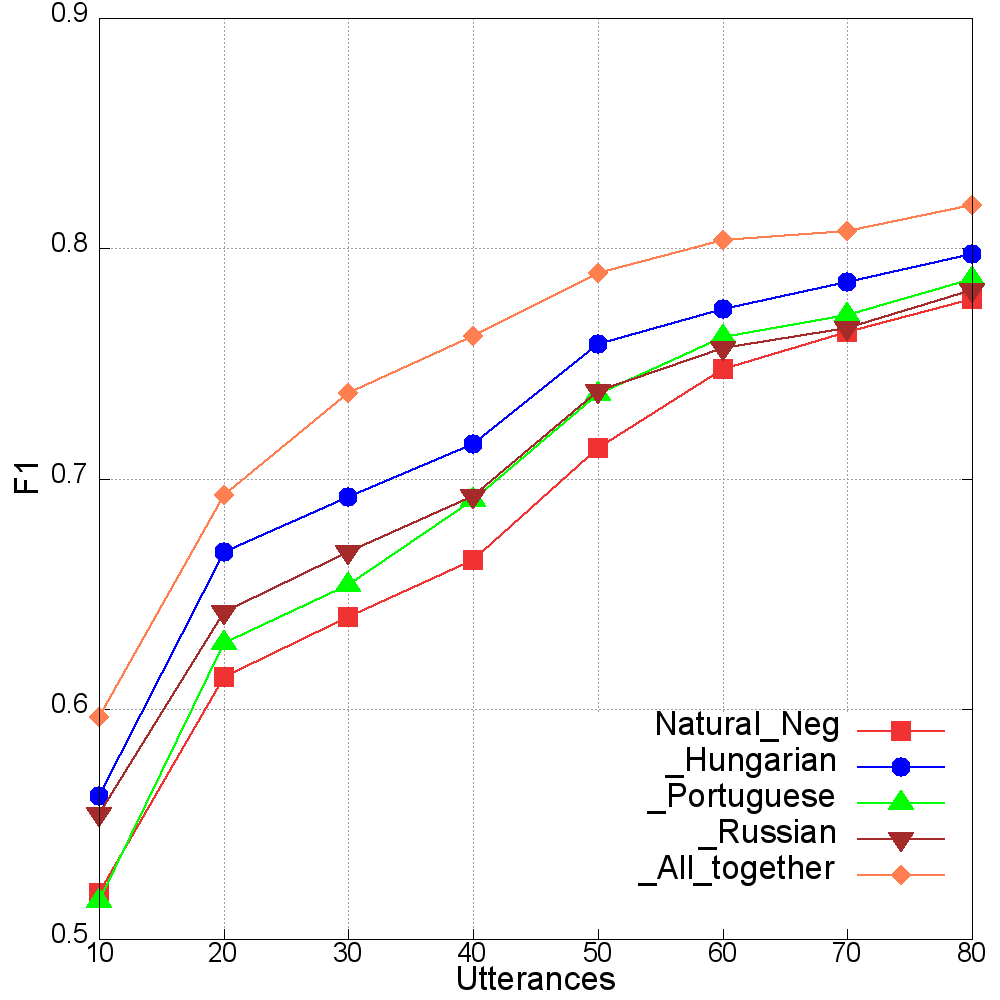 0.9
0.8
0.7
F1
0.6
Natural_Neg
_Hungarian
_Portuguese
_Russian
_All_together
0.5
10 20 30 40 50 60 70 80
Utterances